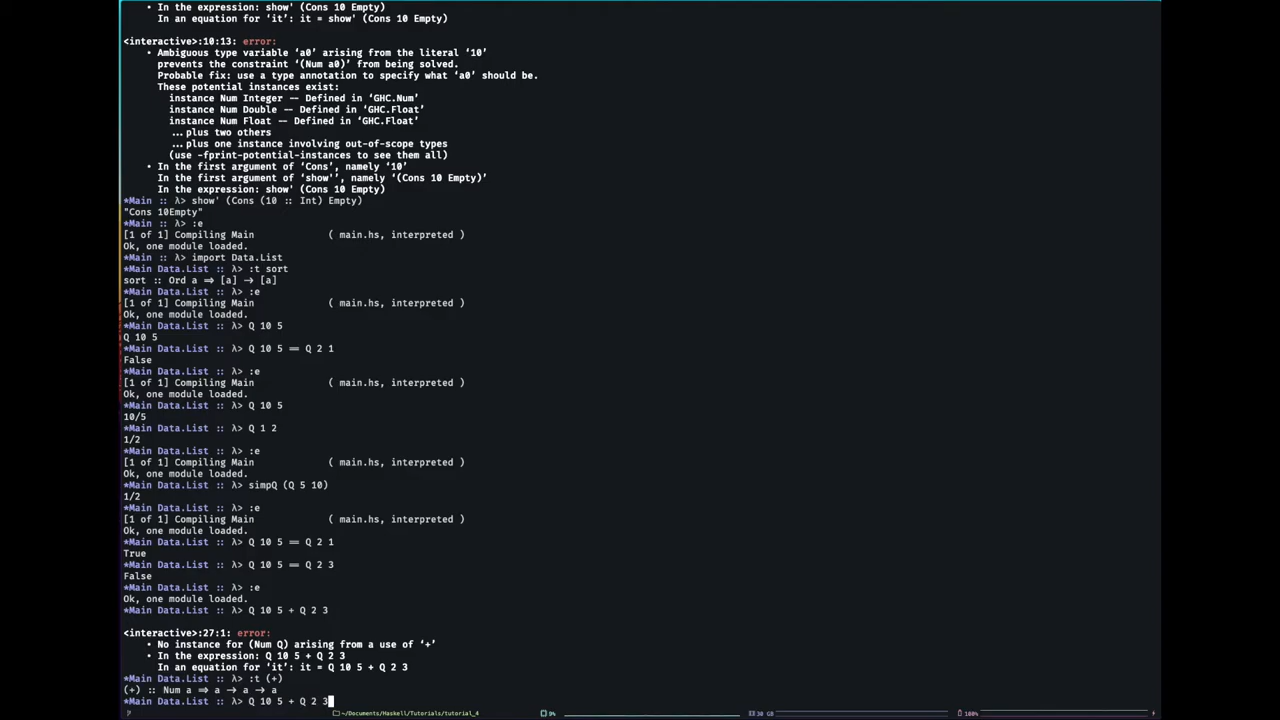 • In the expression: show' (Cons 10 Empty)
In an equation for ‘it’: it = show' (Cons 10 Empty)
<interactive>:10:13: error:
• Ambiguous type variable ‘a0’ arising from the literal ‘10’
prevents the constraint ‘(Num a0)’ from being solved.
Probable fix: use a type annotation to specify what ‘a0’ should be.
These potential instances exist:
instance Num Integer -- Defined in ‘GHC.Num’
instance Num Double -- Defined in ‘GHC.Float’
instance Num Float -- Defined in ‘GHC.Float’
...plus two others
...plus one instance involving out-of-scope types
(use -fprint-potential-instances to see them all)
• In the first argument of ‘Cons’, namely ‘10’
In the first argument of ‘show'’, namely ‘(Cons 10 Empty)’
In the expression: show' (Cons 10 Empty)
*Main :: λ> show' (Cons (10 :: Int) Empty)
"Cons 10Empty"
*Main :: λ> :e
[1 of 1] Compiling Main ( main.hs, interpreted )
Ok, one module loaded.
*Main :: λ> import Data.List
*Main Data.List :: λ> :t sort
sort :: Ord a => [a] -> [a]
*Main Data.List :: λ> :e
[1 of 1] Compiling Main ( main.hs, interpreted )
Ok, one module loaded.
*Main Data.List :: λ> Q 10 5
Q 10 5
*Main Data.List :: λ> Q 10 5 == Q 2 1
False
*Main Data.List :: λ> :e
[1 of 1] Compiling Main ( main.hs, interpreted )
Ok, one module loaded.
*Main Data.List :: λ> Q 10 5
10/5
*Main Data.List :: λ> Q 1 2
1/2
*Main Data.List :: λ> :e
[1 of 1] Compiling Main ( main.hs, interpreted )
Ok, one module loaded.
*Main Data.List :: λ> simpQ (Q 5 10)
1/2
*Main Data.List :: λ> :e
[1 of 1] Compiling Main ( main.hs, interpreted )
Ok, one module loaded.
*Main Data.List :: λ> Q 10 5 == Q 2 1
True
*Main Data.List :: λ> Q 10 5 == Q 2 3
False
*Main Data.List :: λ> :e
Ok, one module loaded.
*Main Data.List :: λ> Q 10 5 + Q 2 3
<interactive>:27:1: error:
• No instance for (Num Q) arising from a use of ‘+’
• In the expression: Q 10 5 + Q 2 3
In an equation for ‘it’: it = Q 10 5 + Q 2 3
*Main Data.List :: λ> :t (+)
(+) :: Num a => a -> a -> a
*Main Data.List :: λ> Q 10 5 + Q 2 3
~/Documents/Haskell/Tutorials/tutorial_4 0% 30 GB 100%